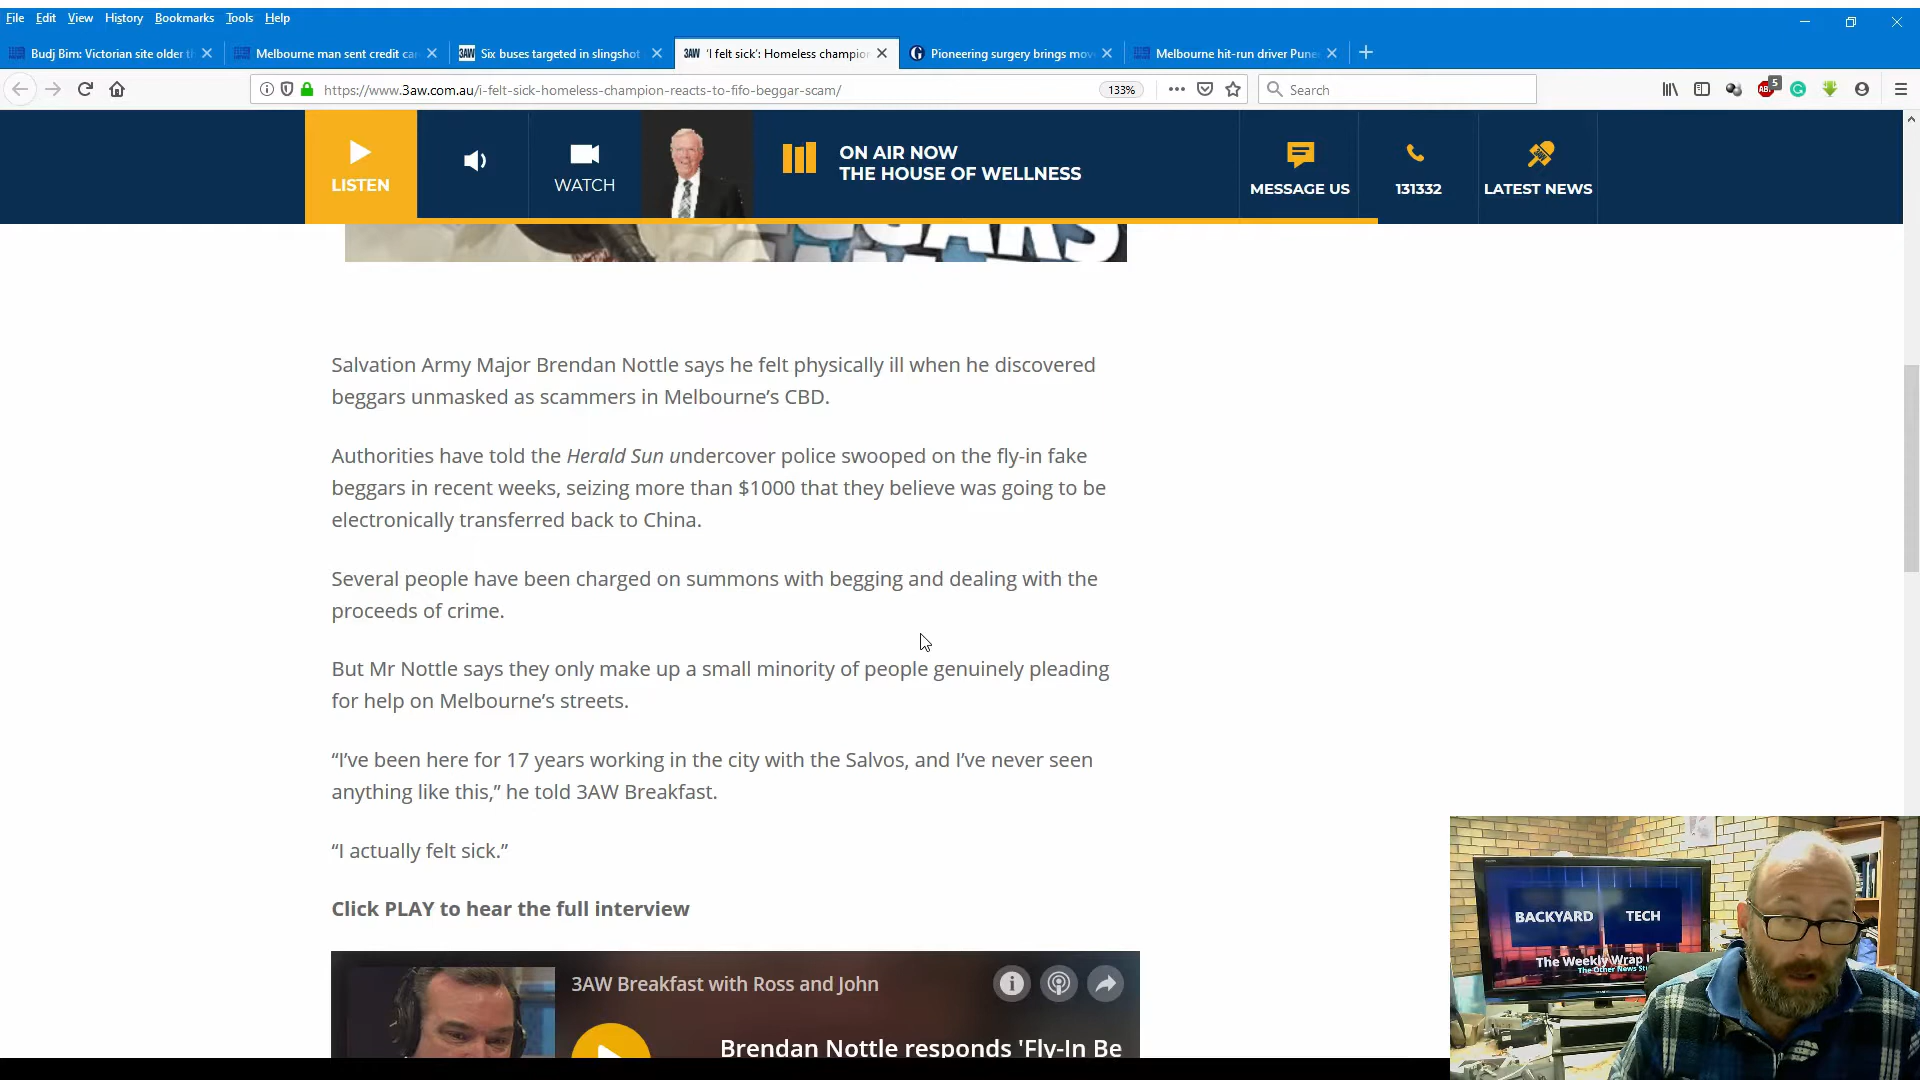 File Edit View History Bookmarks Tools Help
Budj Bim: Victorian site older t
Melbourne man sent credit ca
3AW Six buses targeted in slingshot
3AW 'I felt sick': Homeless champio
Pioneering surgery brings mov
Melbourne hit-run driver Pune
https://www.3aw.com.au/i-felt-sick-homeless-champion-reacts-to-fifo-beggar-scam/
133%
Search
5
LISTEN
WATCH
ON AIR NOW
THE HOUSE OF WELLNESS
MESSAGE US
131332
LATEST NEWS
Salvation Army Major Brendan Nottle says he felt physically ill when he discovered
beggars unmasked as scammers in Melbourne’s CBD.
Authorities have told the Herald Sun undercover police swooped on the fly-in fake
beggars in recent weeks, seizing more than $1000 that they believe was going to be
electronically transferred back to China.
Several people have been charged on summons with begging and dealing with the
proceeds of crime.
But Mr Nottle says they only make up a small minority of people genuinely pleading
for help on Melbourne’s streets.
“I’ve been here for 17 years working in the city with the Salvos, and I’ve never seen
anything like this,” he told 3AW Breakfast.
“I actually felt sick.”
Click PLAY to hear the full interview
3AW Breakfast with Ross and John
Brendan Nottle responds 'Fly-In Be
BACKYARD TECH
The Weekly Wrap
The Other News